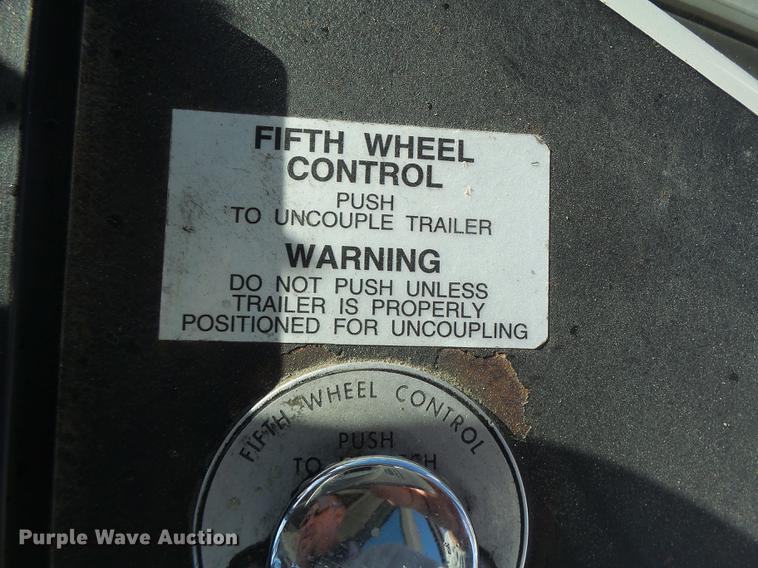 FIFTH WHEEL
CONTROL
PUSH
TO UNCOUPLE TRAILER
WARNING
DO NOT PUSH UNLESS
TRAILER IS PROPERLY
POSITIONED FOR UNCOUPLING
FIFTH WHEEL CONTROL
PUSH
TO
Purple Wave Auction®